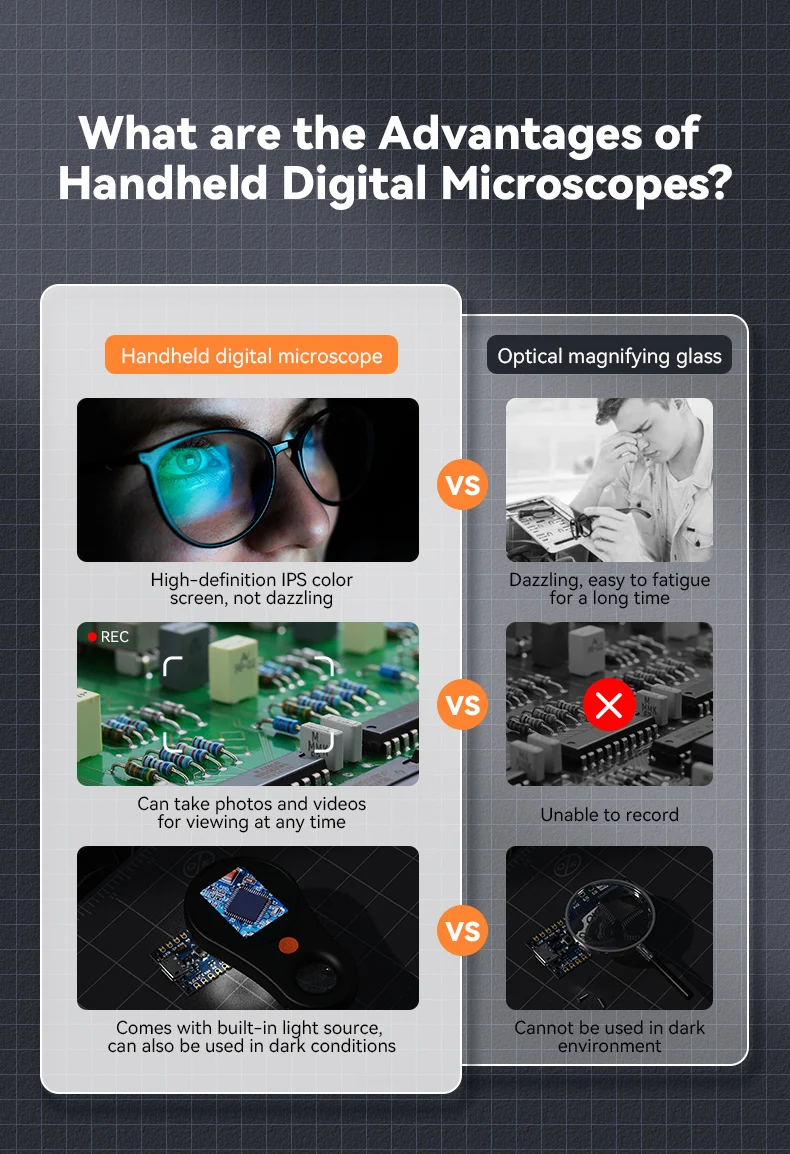 What are the Advantages of
Handheld Digital Microscopes?
Handheld digital microscope
Optical magnifying glass
VS
High-definition IPS color
screen, not dazzling
Dazzling, easy to fatigue
for a long time
REC
VS
Can take photos and videos
for viewing at any time
Unable to record
VS
Comes with built-in light source,
can also be used in dark conditions
Cannot be used in dark
environment